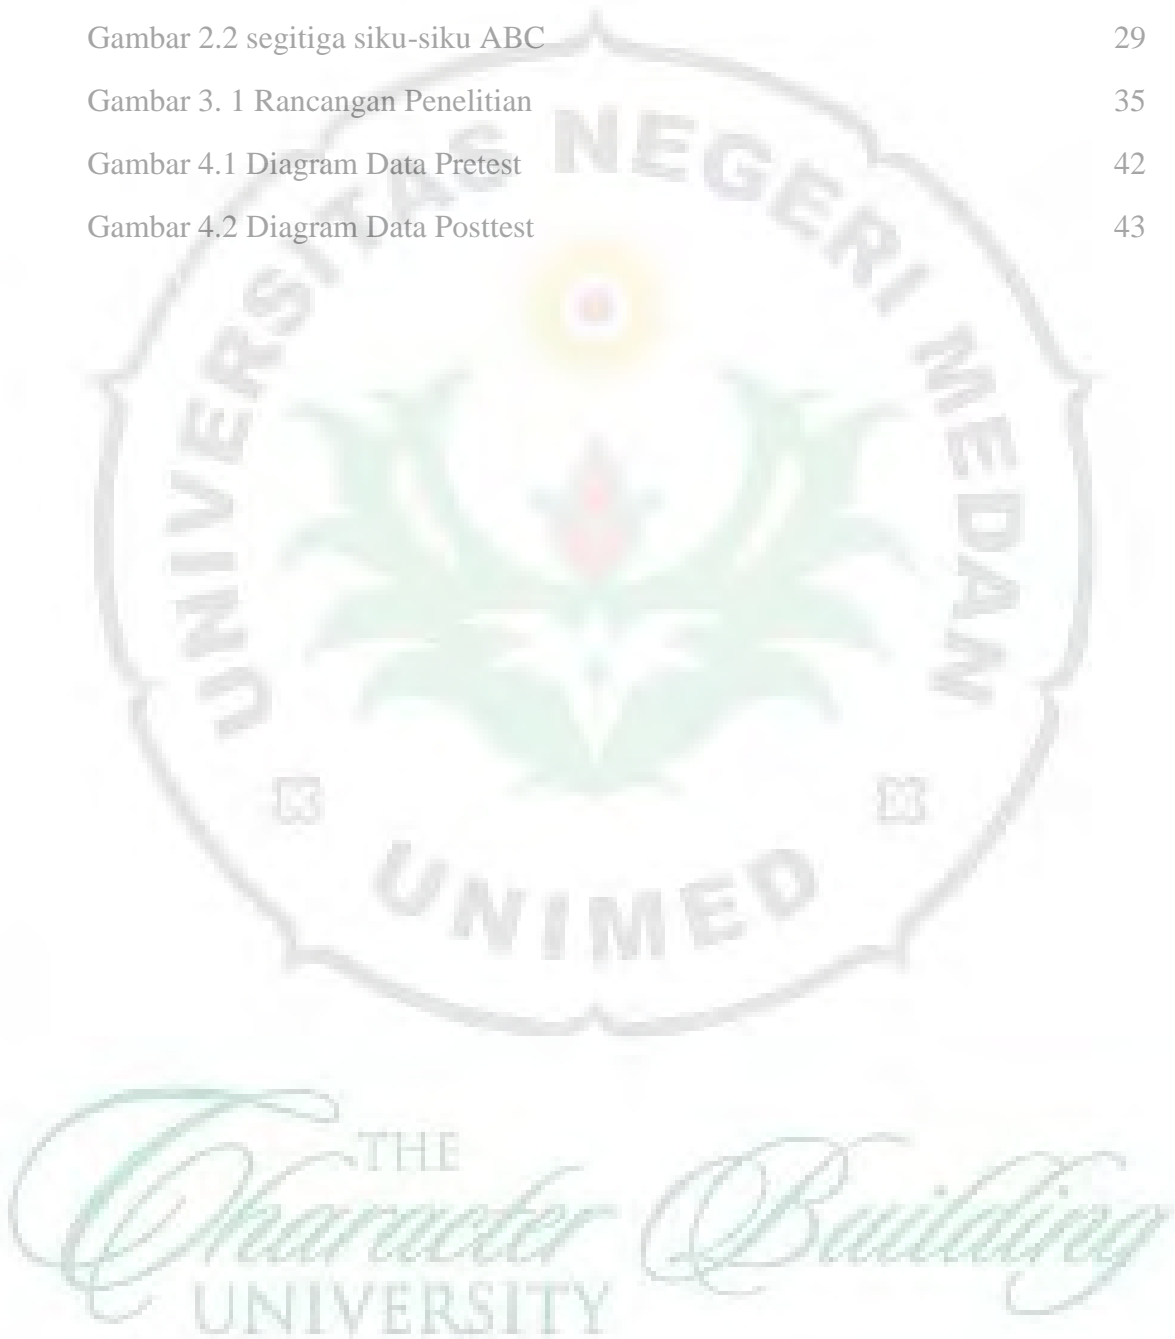 Gambar 2.2 segitiga siku-siku ABC 29
Gambar 3. 1 Rancangan Penelitian 35
Gambar 4.1 Diagram Data Pretest 42
Gambar 4.2 Diagram Data Posttest 43
UNIVERSITAS NEGERI MEDAN
UNIMED
THE
Character Building
UNIVERSITY